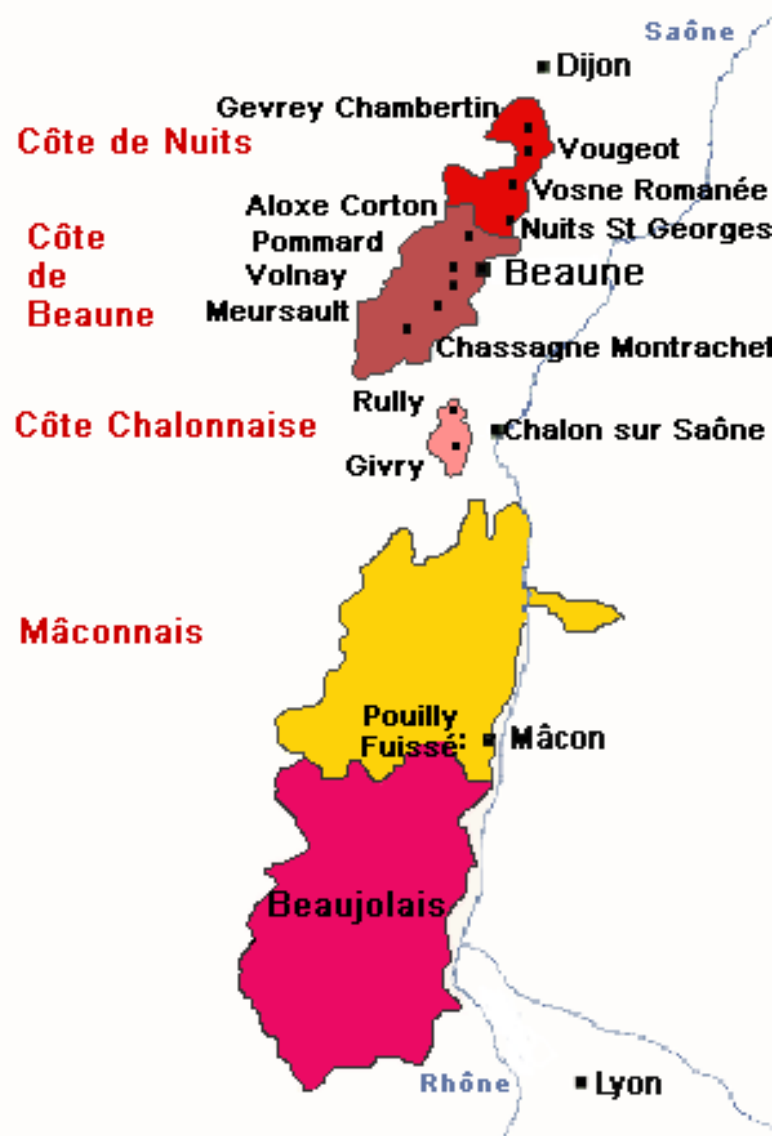 Saône
Dijon
Gevrey Chambertin
Côte de Nuits
Vougeot
Vosne Romanée
Aloxe Corton
Nuits St Georges
Côte
de
Beaune
Pommard
Volnay
Beaune
Meursault
Chassagne Montrachet
Rully
Côte Chalonnaise
Chalon sur Saône
Givry
Mâconnais
Pouilly
Fuissé
Mâcon
Beaujolais
Rhône
Lyon